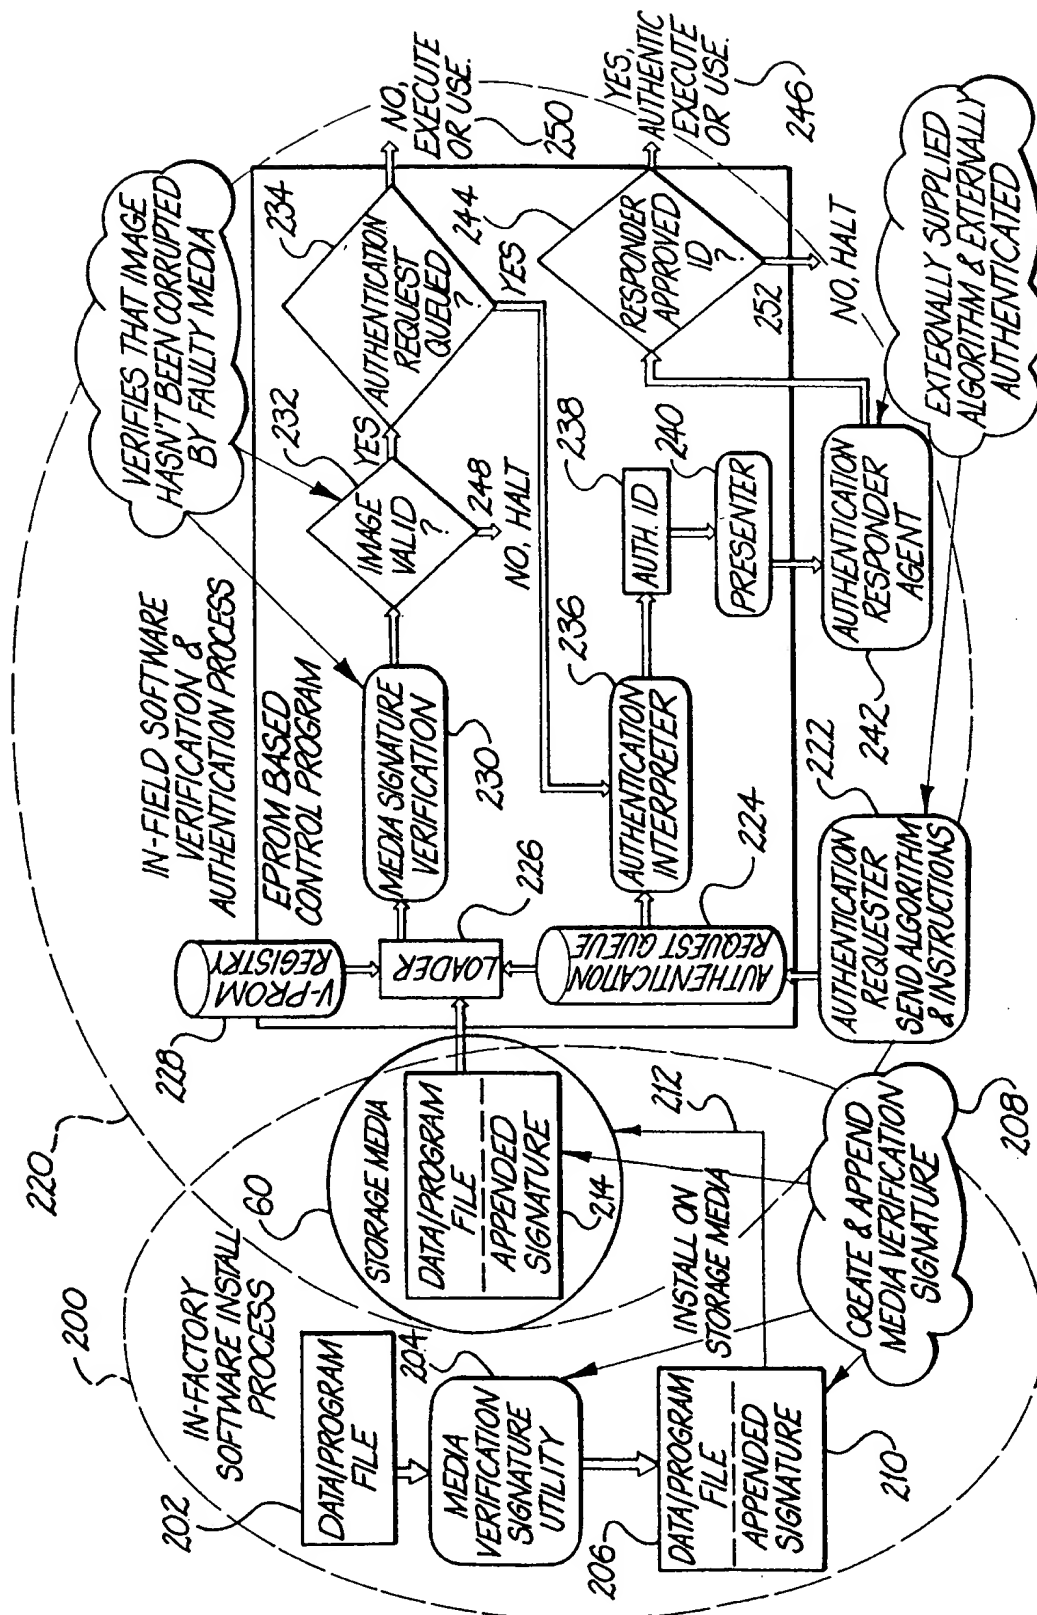 200
IN-FACTORY
SOFTWARE INSTALL
PROCESS
202
DATA/PROGRAM
FILE
204
MEDIA
VERIFICATION
SIGNATURE
UTILITY
206
DATA/PROGRAM
FILE
APPENDED
SIGNATURE
210
INSTALL ON
STORAGE MEDIA
212
CREATE & APPEND
MEDIA VERIFICATION
SIGNATURE
208
60
STORAGE MEDIA
DATA/PROGRAM
FILE
APPENDED
SIGNATURE
214
220
IN-FIELD SOFTWARE
VERIFICATION &
AUTHENTICATION PROCESS
228
V-PROM
REGISTRY
EPROM BASED
CONTROL PROGRAM
LOADER
226
AUTHENTICATION
REQUEST QUEUE
224
AUTHENTICATION
REQUESTER
SEND ALGORITHM
& INSTRUCTIONS
222
MEDIA SIGNATURE
VERIFICATION
230
VERIFIES THAT IMAGE
HASN'T BEEN CORRUPTED
BY FAULTY MEDIA
232
IMAGE
VALID
?
YES
248
NO, HALT
234
AUTHENTICATION
REQUEST
QUEUED
?
YES
NO,
EXECUTE
OR USE.
250
236
AUTHENTICATION
INTERPRETER
238
AUTH. ID
240
PRESENTER
AUTHENTICATION
RESPONDER
AGENT
242
244
RESPONDER
APPROVED
ID
?
YES,
AUTHENTIC
EXECUTE
OR USE.
246
252
NO, HALT
EXTERNALLY SUPPLIED
ALGORITHM & EXTERNALLY
AUTHENTICATED